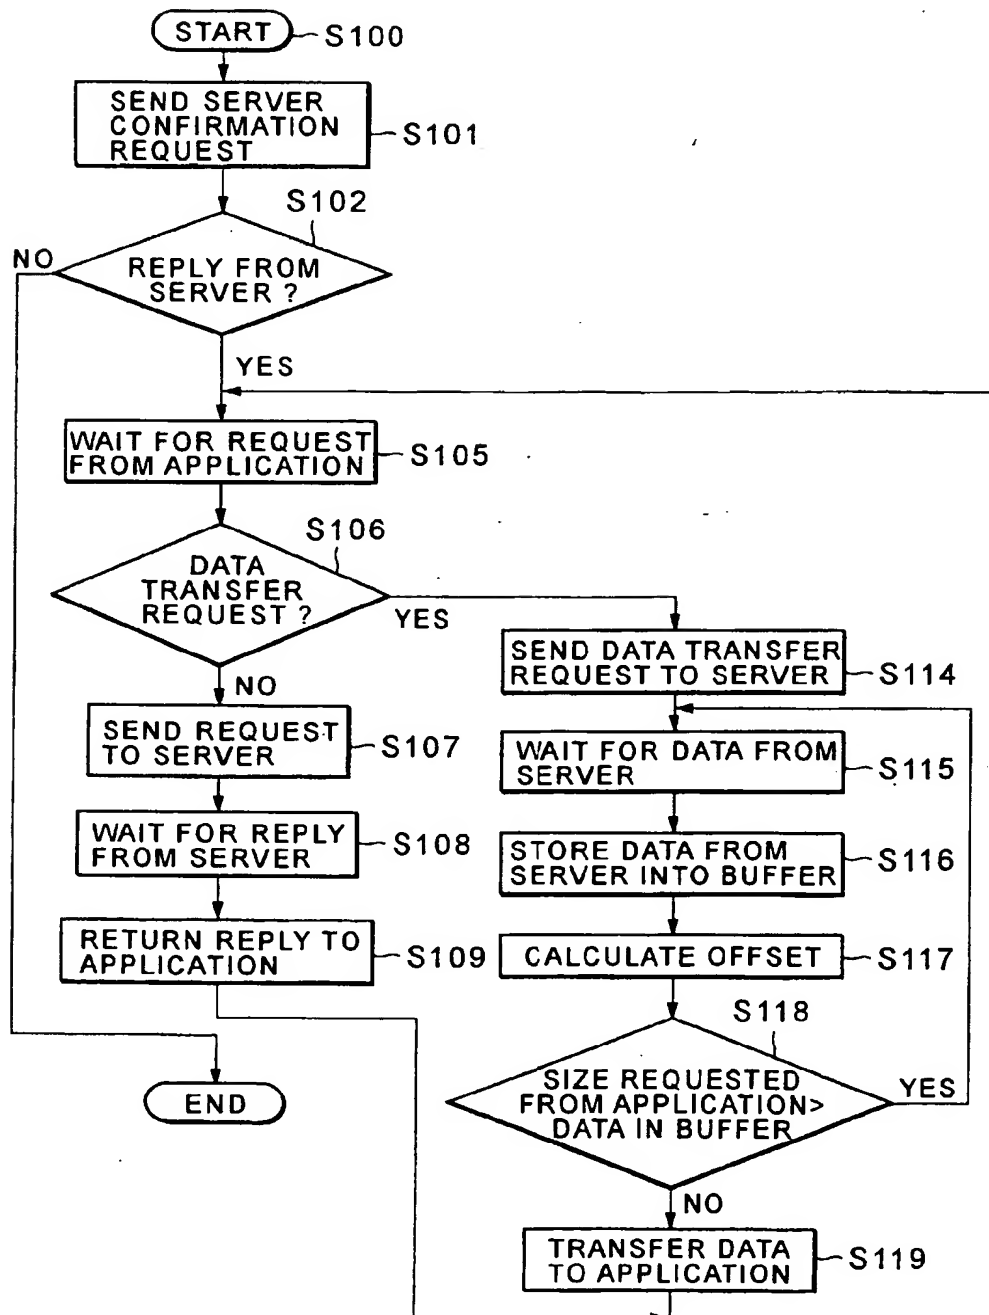 START
S100
SEND SERVER
CONFIRMATION
REQUEST
S101
S102
NO
REPLY FROM
SERVER ?
YES
WAIT FOR REQUEST
FROM APPLICATION
S105
S106
DATA
TRANSFER
REQUEST ?
YES
NO
SEND DATA TRANSFER
REQUEST TO SERVER
S114
SEND REQUEST
TO SERVER
S107
WAIT FOR DATA FROM
SERVER
S115
WAIT FOR REPLY
FROM SERVER
S108
STORE DATA FROM
SERVER INTO BUFFER
S116
RETURN REPLY TO
APPLICATION
S109
CALCULATE OFFSET
S117
S118
SIZE REQUESTED
FROM APPLICATION>
DATA IN BUFFER
YES
END
NO
TRANSFER DATA
TO APPLICATION
S119